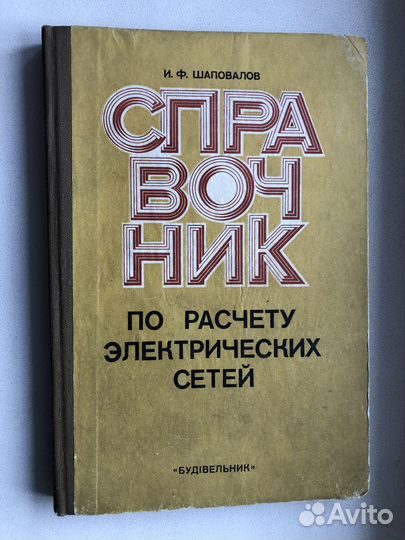 И. Ф. ШАПОВАЛОВ
СПРА
ВОЧ
НИК
ПО РАСЧЕТУ
ЭЛЕКТРИЧЕСКИХ
СЕТЕЙ
«БУДІВЕЛЬНИК»
Avito